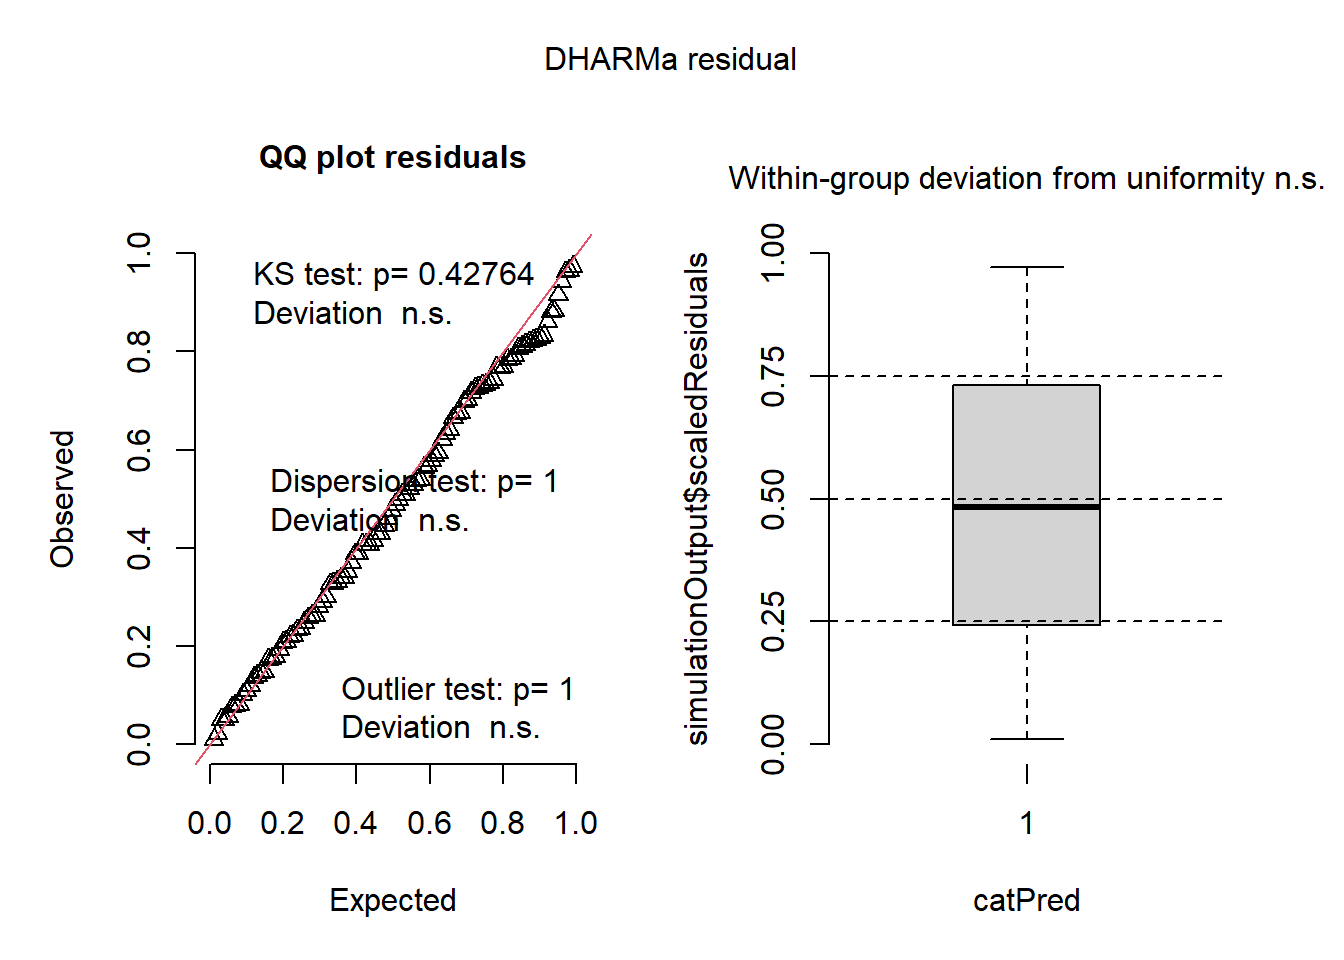 DHARMa residual
QQ plot residuals
Observed
0.0 0.2 0.4 0.6 0.8 1.0
KS test: p= 0.42764
Deviation  n.s.
Dispersion test: p= 1
Deviation  n.s.
Outlier test: p= 1
Deviation  n.s.
0.0 0.2 0.4 0.6 0.8 1.0
Expected
Within-group deviation from uniformity n.s.
simulationOutput$scaledResiduals
0.00 0.25 0.50 0.75 1.00
1
catPred